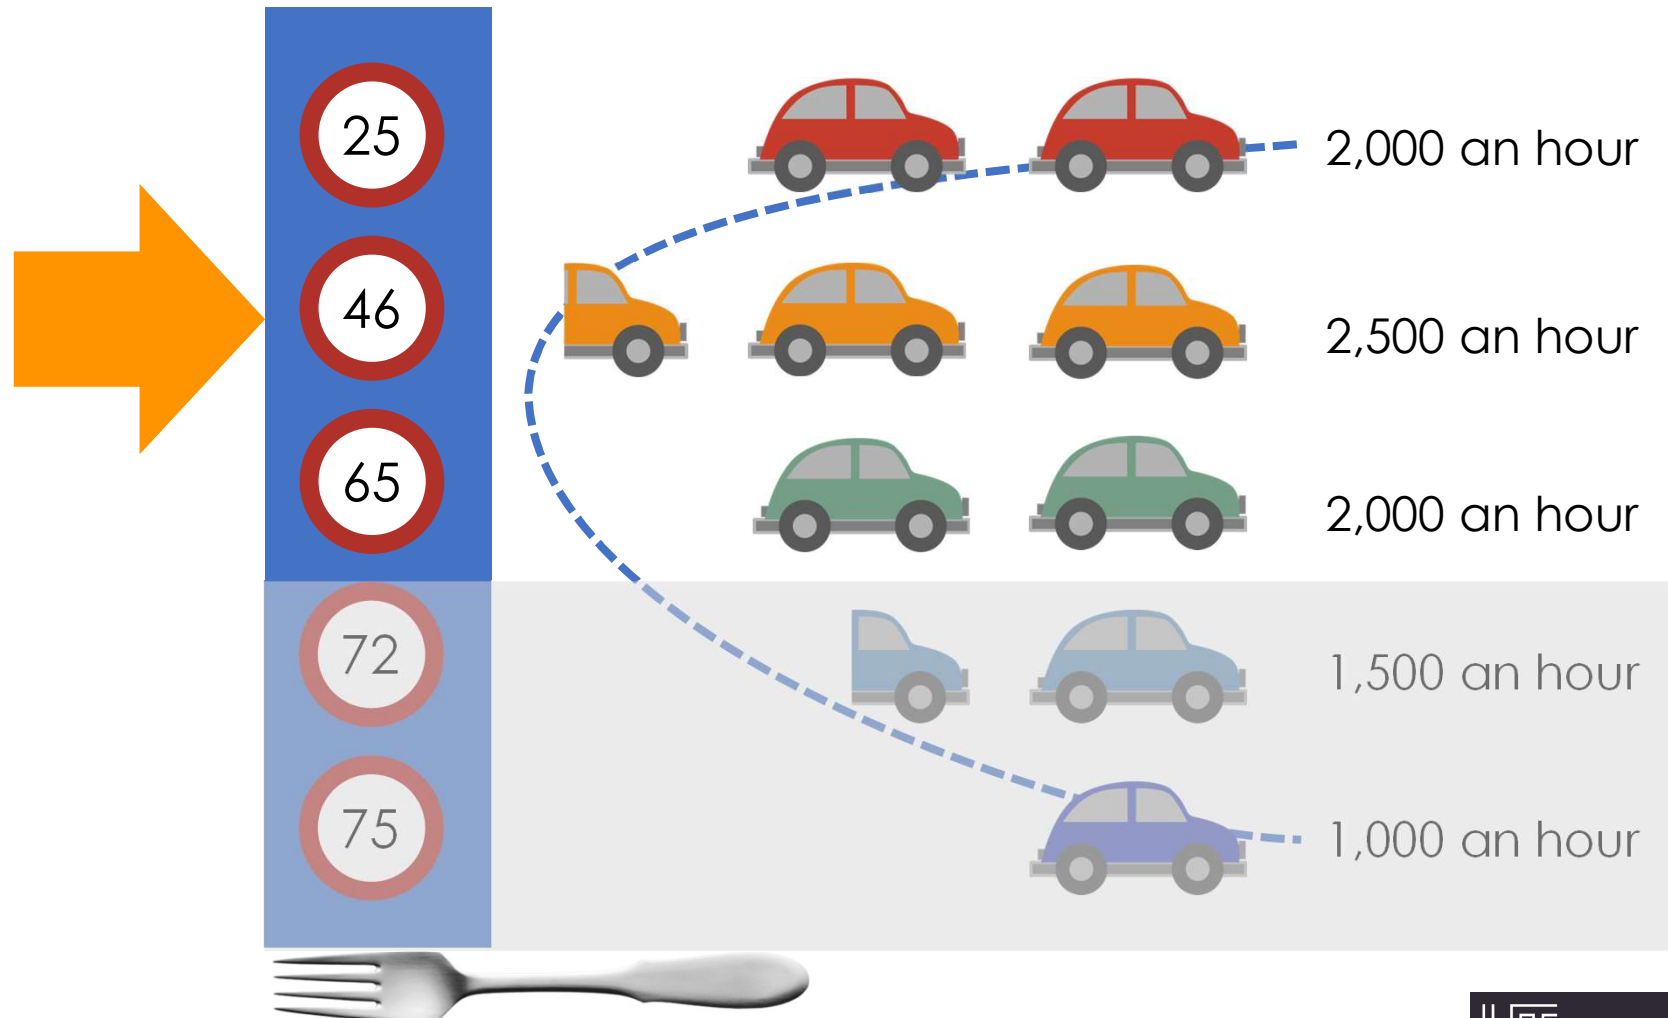 25
2,000 an hour
46
2,500 an hour
65
2,000 an hour
72
1,500 an hour
75
1,000 an hour